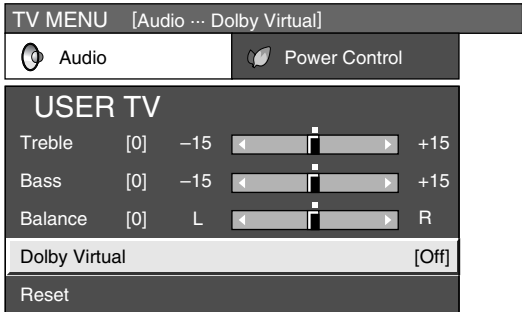 TV MENU [Audio ··· Dolby Virtual]
Audio Power Control
USER TV
Treble [0] –15 +15
Bass [0] –15 +15
Balance [0] L R
Dolby Virtual [Off]
Reset